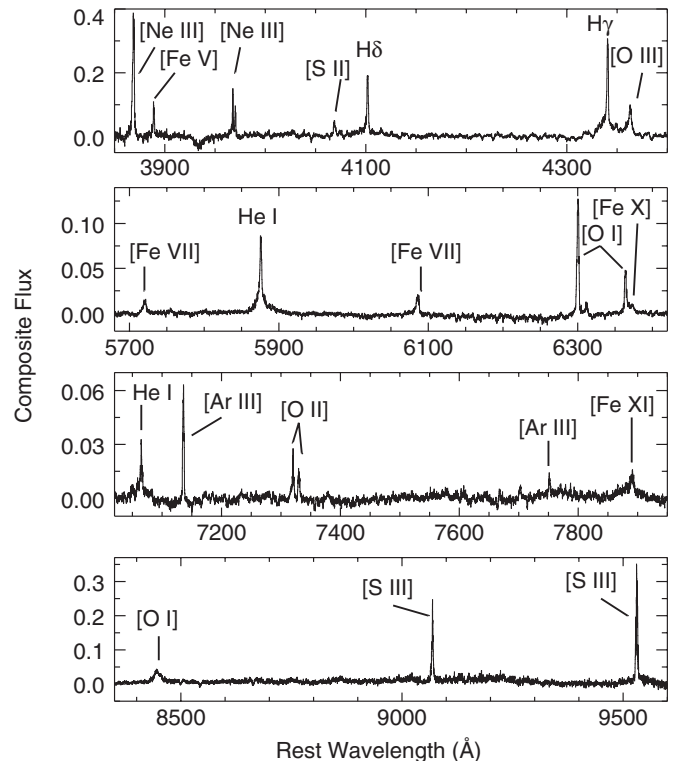 [Ne III] [Fe V] [Ne III] [S II] Hδ Hγ [O III]
0.4
0.2
0.0
3900 4100 4300
[Fe VII] He I [Fe VII] [O I] [Fe X]
0.10
0.05
0.00
5700 5900 6100 6300
He I [Ar III] [O II] [Ar III] [Fe XI]
0.06
0.03
0.00
7200 7400 7600 7800
[O I] [S III] [S III]
0.3
0.2
0.1
0.0
8500 9000 9500
Composite Flux
Rest Wavelength (Å)